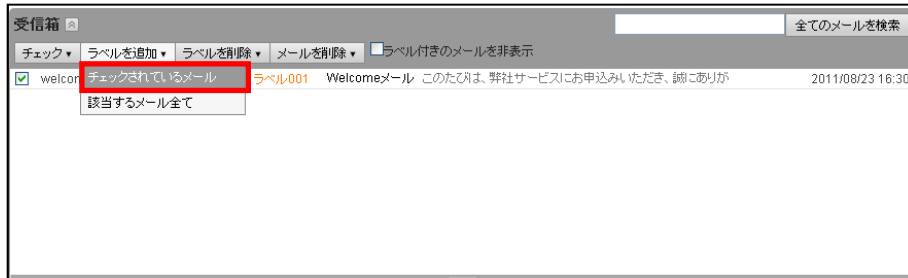 受信箱 全てのメールを検索
チェック▼ ラベルを追加▼ ラベルを削除▼ メールを削除▼ ラベル付きのメールを非表示
welcom チェックされているメール ラベル001 Welcomeメール このたびは、弊社サービスにお申込みいただき、誠にありが 2011/08/23 16:30
該当するメール全て